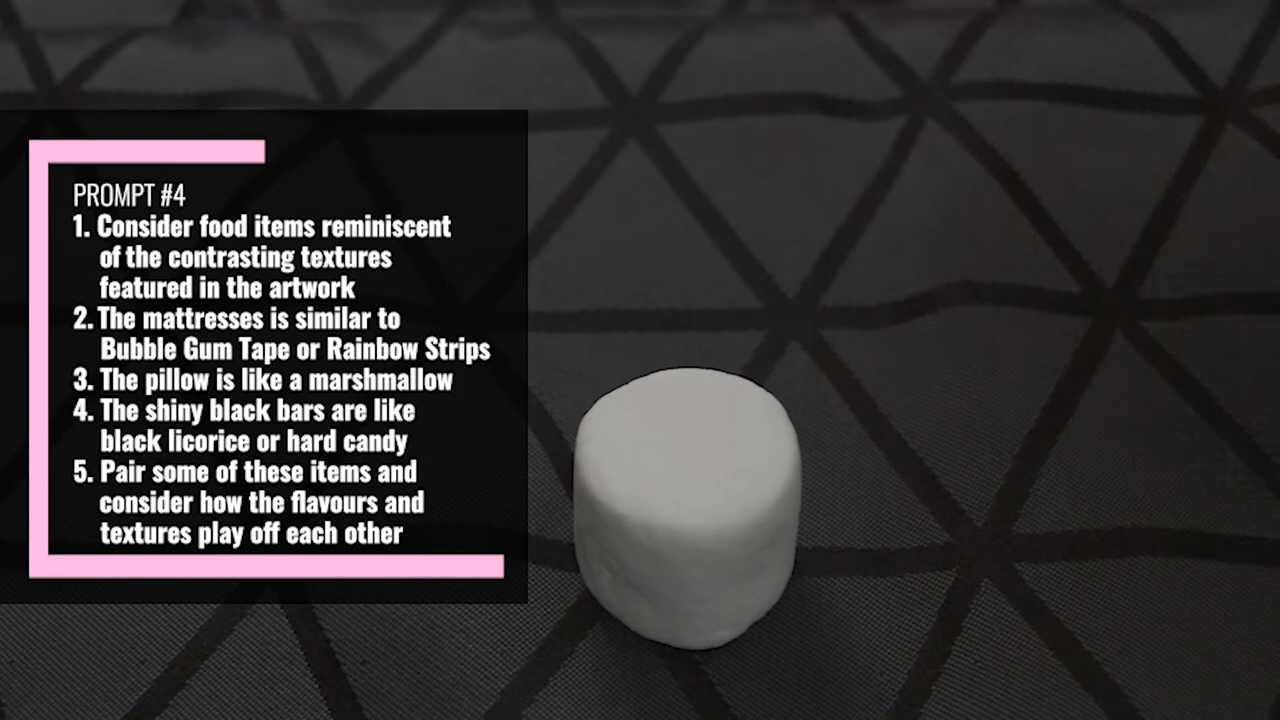 PROMPT #4
1. Consider food items reminiscent
of the contrasting textures
featured in the artwork
2. The mattresses is similar to
Bubble Gum Tape or Rainbow Strips
3. The pillow is like a marshmallow
4. The shiny black bars are like
black licorice or hard candy
5. Pair some of these items and
consider how the flavours and
textures play off each other